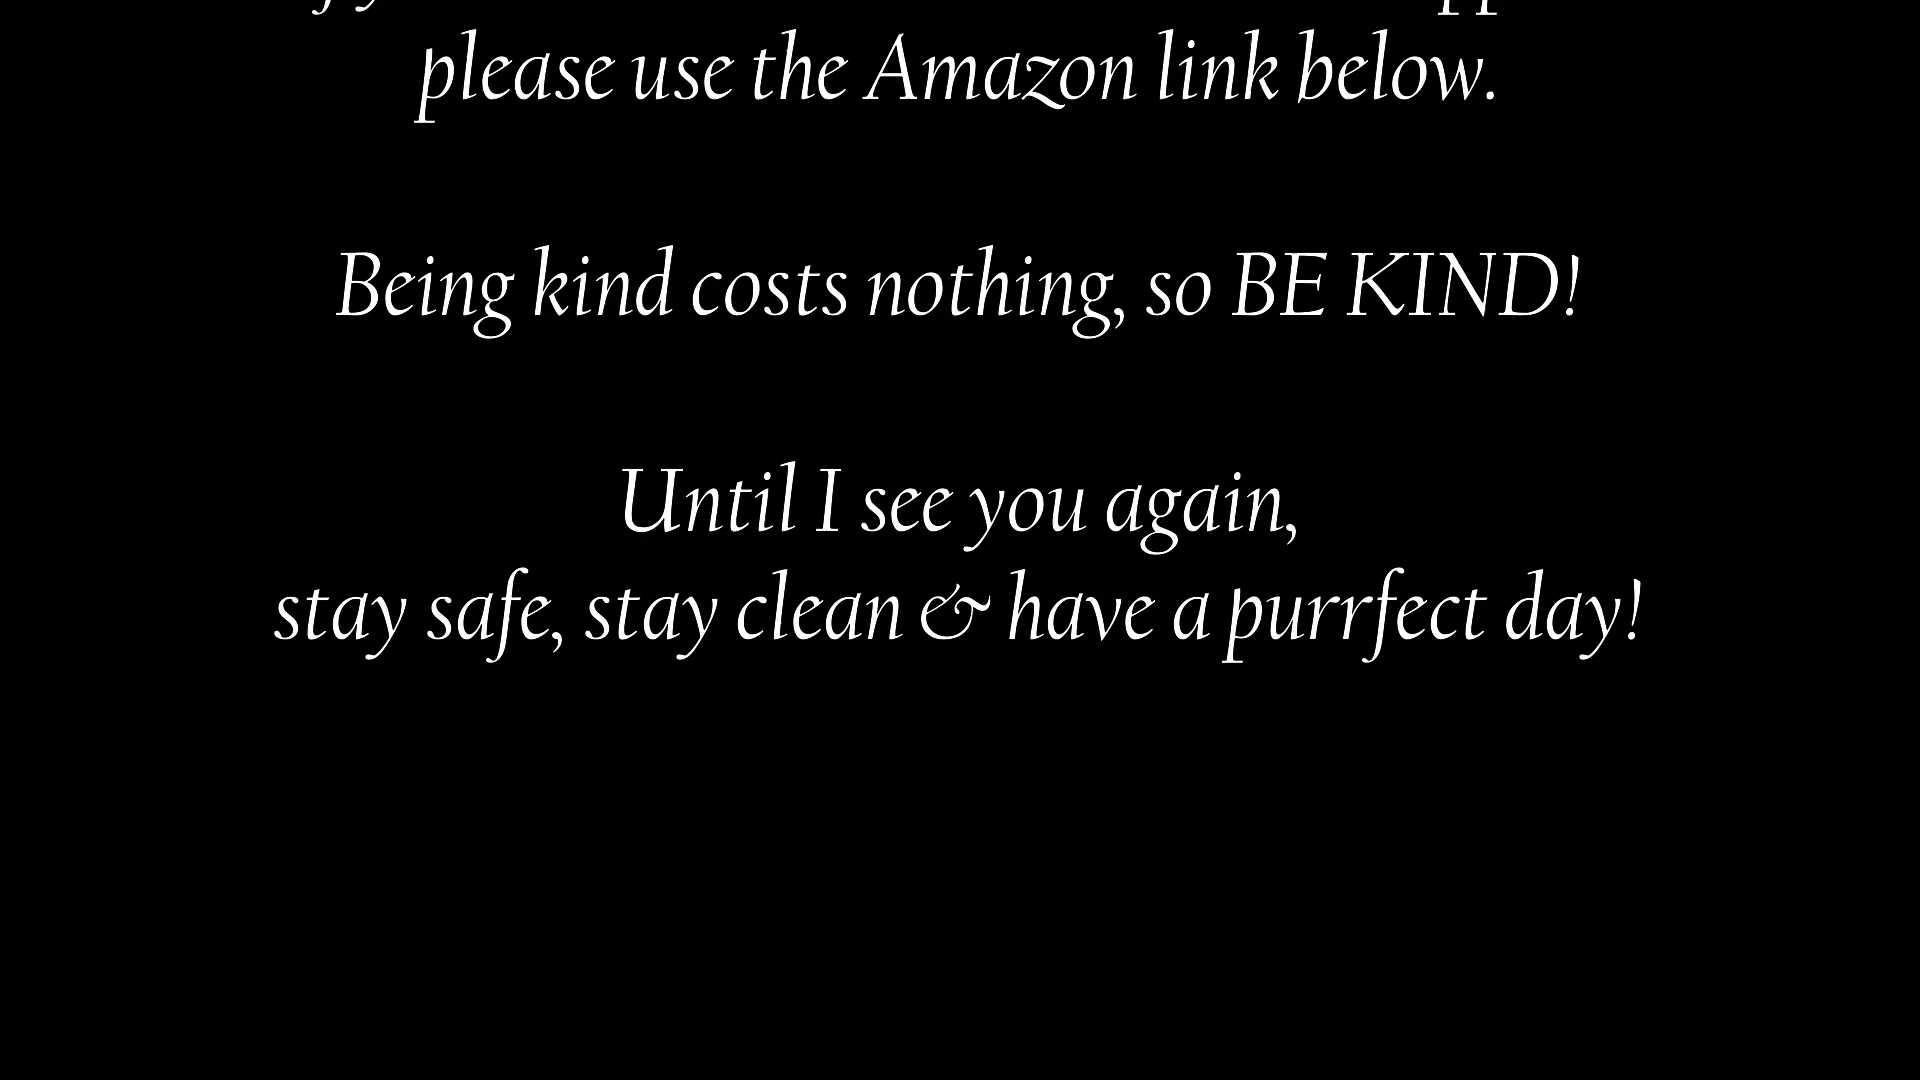 please use the Amazon link below.
Being kind costs nothing, so BE KIND!
Until I see you again,
stay safe, stay clean & have a purrfect day!